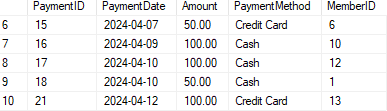 PaymentID PaymentDate Amount PaymentMethod MemberID
6 15 2024-04-07 50.00 Credit Card 6
7 16 2024-04-09 100.00 Cash 10
8 17 2024-04-10 100.00 Cash 12
9 18 2024-04-10 50.00 Cash 1
10 21 2024-04-12 100.00 Credit Card 13